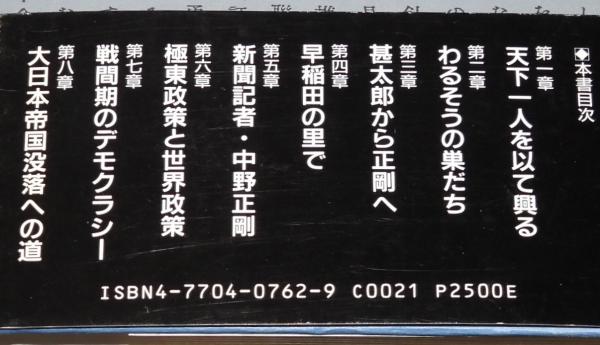 ◆本書目次
第一章
天下一人を以て興る
第二章
わるそうの巣だち
第三章
甚太郎から正剛へ
第四章
早稲田の里で
第五章
新聞記者・中野正剛
第六章
極東政策と世界政策
第七章
戦間期のデモクラシー
第八章
大日本帝国没落への道
ISBN4-7704-0762-9 C0021 P2500E